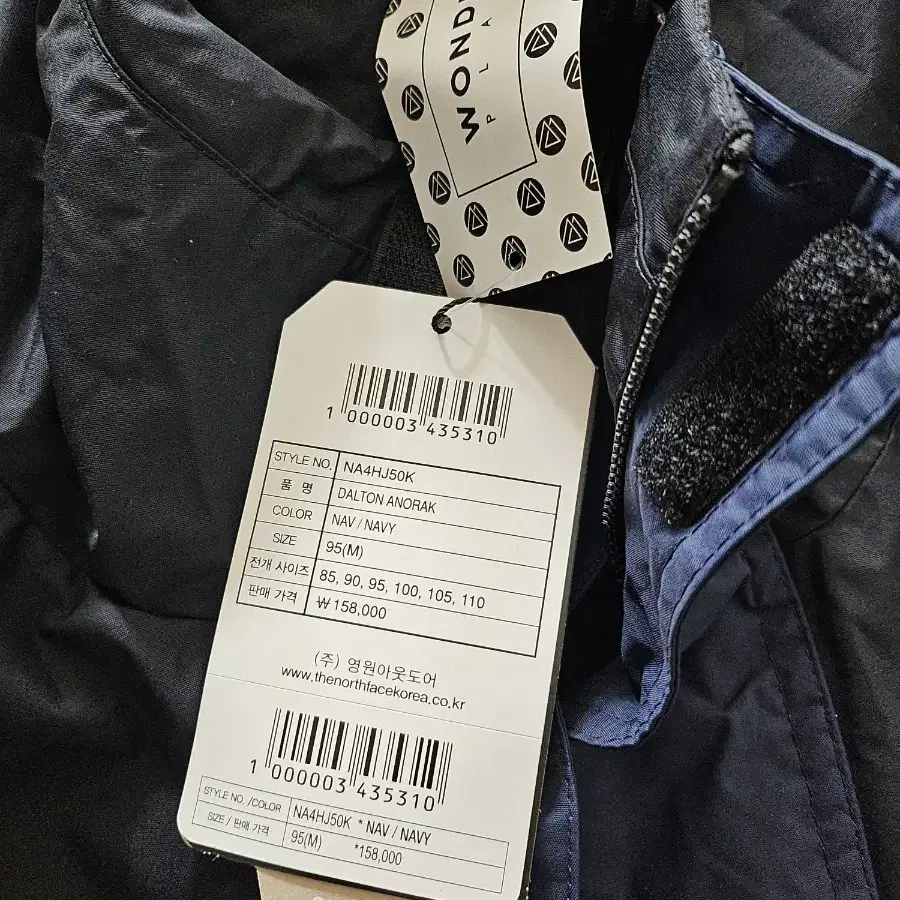 WOND
PLA
1 000003 435310
STYLE NO. NA4HJ50K
품 명 DALTON ANORAK
COLOR NAV / NAVY
SIZE 95(M)
전개 사이즈 85, 90, 95, 100, 105, 110
판매 가격 ₩158,000
(주) 영원아웃도어
www.thenorthfacekorea.co.kr
1 000003 435310
STYLE NO. /COLOR NA4HJ50K * NAV / NAVY
SIZE / 판매 가격 95(M) *158,000